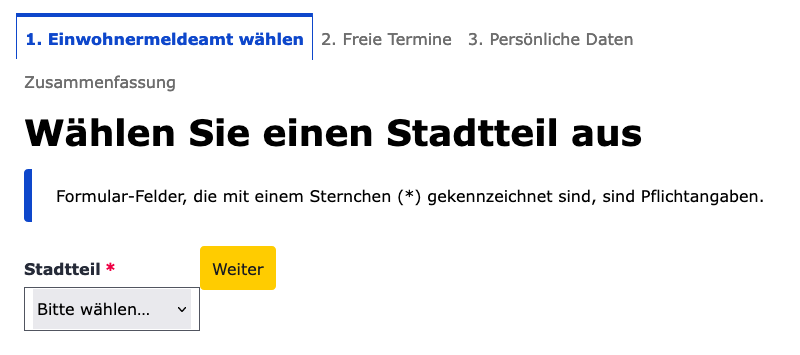 1. Einwohnermeldeamt wählen 2. Freie Termine 3. Persönliche Daten
Zusammenfassung
Wählen Sie einen Stadtteil aus
Formular-Felder, die mit einem Sternchen (*) gekennzeichnet sind, sind Pflichtangaben.
Stadtteil * Weiter
Bitte wählen...